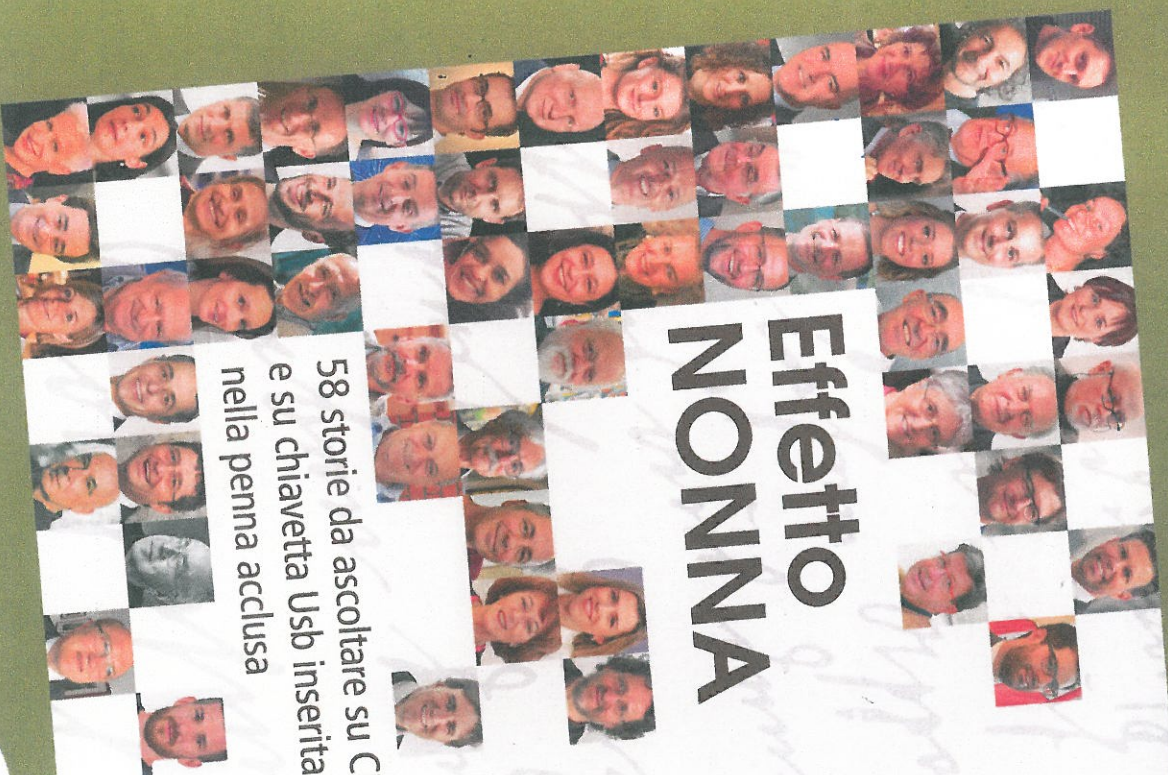 Effetto
NONNA
58 storie da ascoltare su C
e su chiavetta Usb inserita
nella penna acclusa